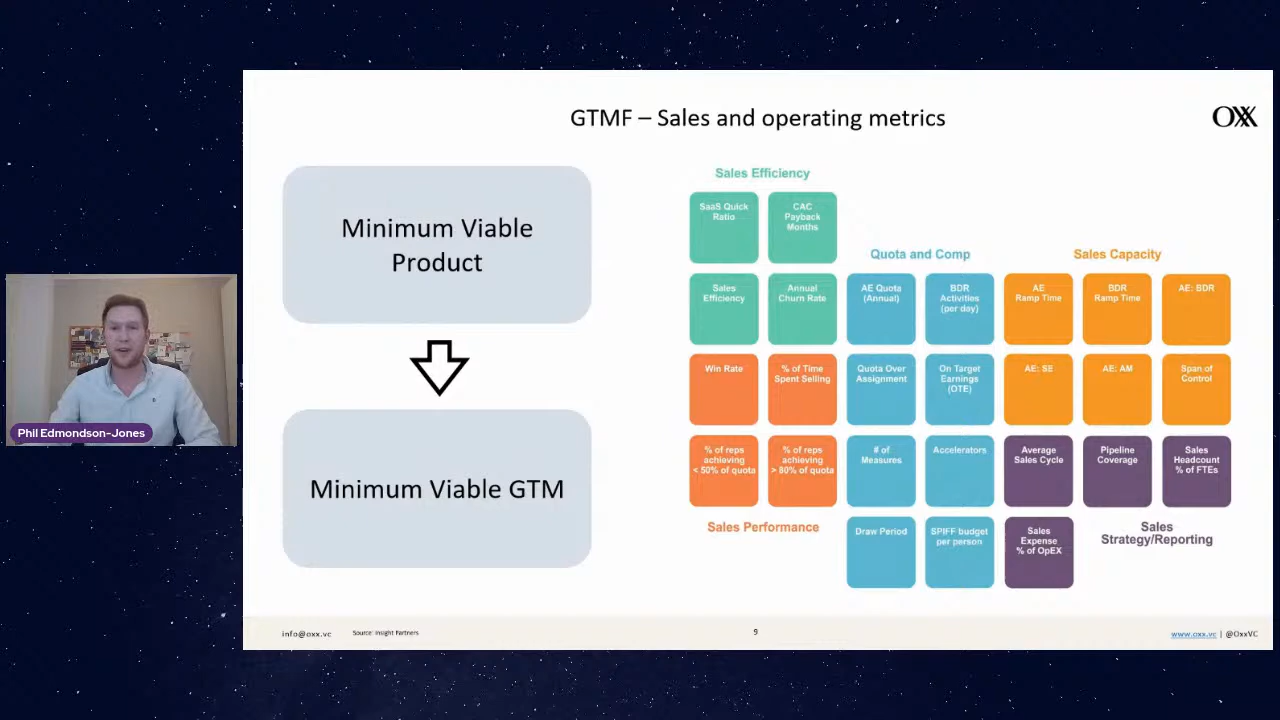 GTMF – Sales and operating metrics
OXX
Minimum Viable
Product
Minimum Viable GTM
Sales Efficiency
SaaS Quick
Ratio
CAC
Payback
Months
Quota and Comp
Sales Capacity
Sales
Efficiency
Annual
Churn Rate
AE Quota
(Annual)
BDR
Activities
(per day)
AE
Ramp Time
BDR
Ramp Time
AE: BDR
Win Rate
% of Time
Spent Selling
Quota Over
Assignment
On Target
Earnings
(OTE)
AE: SE
AE: AM
Span of
Control
% of reps
achieving
< 50% of quota
% of reps
achieving
> 80% of quota
# of
Measures
Accelerators
Average
Sales Cycle
Pipeline
Coverage
Sales
Headcount
% of FTEs
Sales Performance
Draw Period
SPIFF budget
per person
Sales
Expense
% of OpEX
Sales
Strategy/Reporting
Phil Edmondson-Jones
info@oxx.vc
Source: Insight Partners
9
www.oxx.vc | @OxxVC